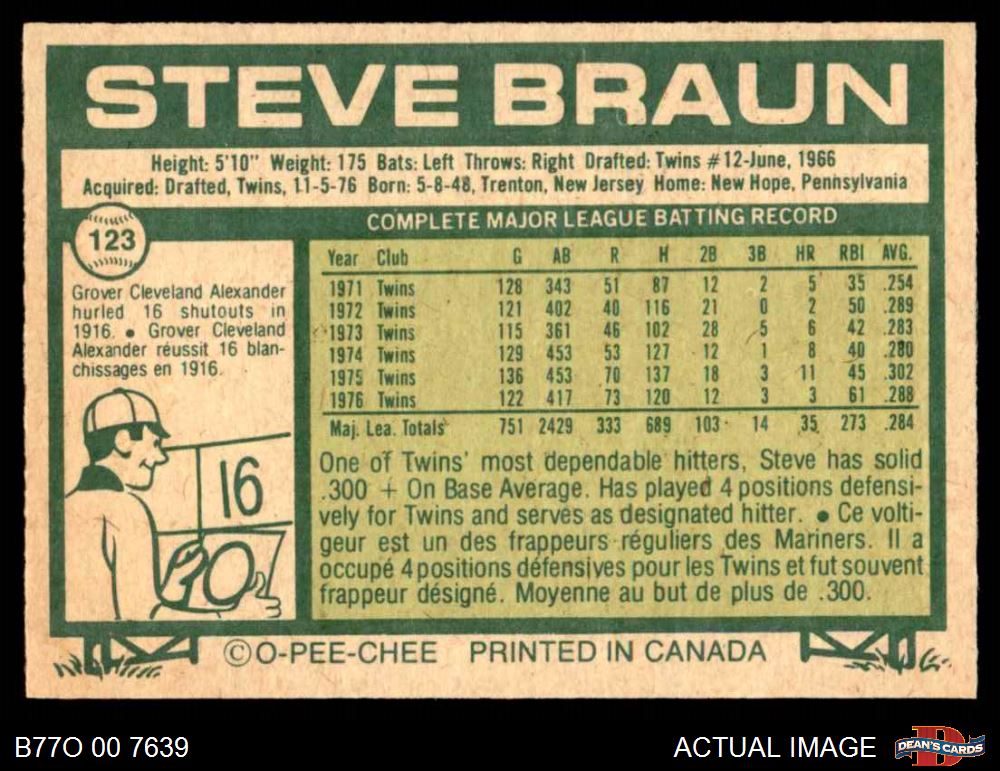 STEVE BRAUN
Height: 5'10" Weight: 175 Bats: Left Throws: Right Drafted: Twins #12-June, 1966
Acquired: Drafted, Twins, 11-5-76 Born: 5-8-48, Trenton, New Jersey Home: New Hope, Pennsylvania
123
COMPLETE MAJOR LEAGUE BATTING RECORD
Grover Cleveland Alexander
hurled 16 shutouts in
1916. ● Grover Cleveland
Alexander réussit 16 blan-
chissages en 1916.
16
0
Year Club G AB R H 2B 3B HR RBI AVG.
1971 Twins 128 343 51 87 12 2 5 35 .254
1972 Twins 121 402 40 116 21 0 2 50 .289
1973 Twins 115 361 46 102 28 5 6 42 .283
1974 Twins 129 453 53 127 12 1 8 40 .280
1975 Twins 136 453 70 137 18 3 11 45 .302
1976 Twins 122 417 73 120 12 3 3 61 .288
Maj. Lea. Totals 751 2429 333 689 103 14 35 273 .284
One of Twins' most dependable hitters, Steve has solid
.300 + On Base Average. Has played 4 positions defensi-
vely for Twins and serves as designated hitter. ● Ce volti-
geur est un des frappeurs réguliers des Mariners. Il a
occupé 4 positions défensives pour les Twins et fut souvent
frappeur désigné. Moyenne au but de plus de .300.
©O-PEE-CHEE PRINTED IN CANADA
B77O 00 7639
ACTUAL IMAGE
DEAN'S CARDS